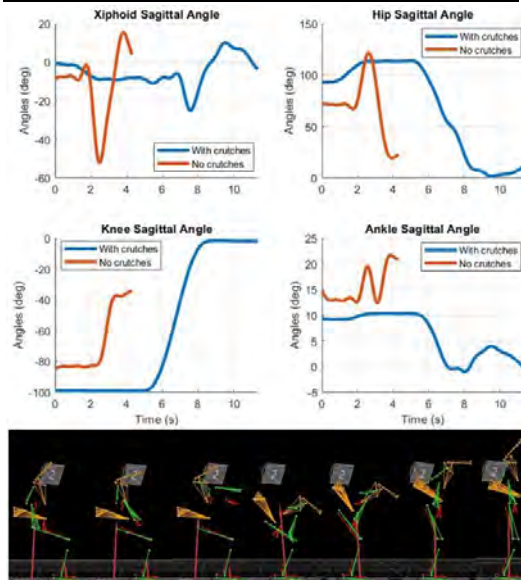 Xiphoid Sagittal Angle
20
0
-20
-40
-60
Angles (deg)
With crutches
No crutches
0 2 4 6 8 10
Hip Sagittal Angle
150
100
50
0
Angles (deg)
With crutches
No crutches
0 2 4 6 8 10
Knee Sagittal Angle
0
-20
-40
-60
-80
-100
Angles (deg)
With crutches
No crutches
0 2 4 6 8 10
Time (s)
Ankle Sagittal Angle
25
20
15
10
5
0
-5
Angles (deg)
With crutches
No crutches
0 2 4 6 8 10
Time (s)